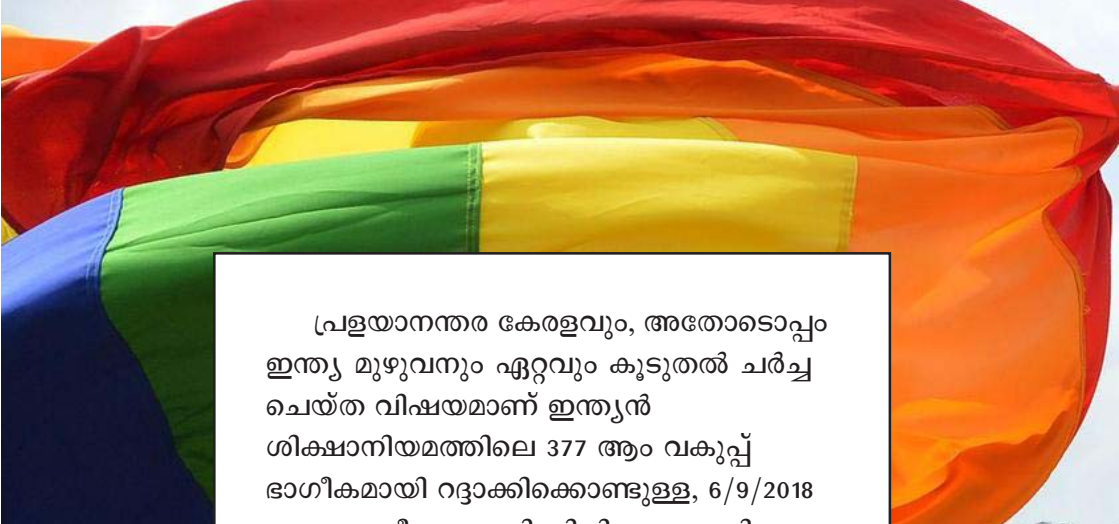 പ്രളയാനന്തര കേരളവും, അതോടൊപ്പം
ഇന്ത്യ മുഴുവനും ഏറ്റവും കൂടുതൽ ചർച്ച
ചെയ്ത വിഷയമാണ് ഇന്ത്യൻ
ശിക്ഷാനിയമത്തിലെ 377 ആം വകുപ്പ്
ഭാഗീകമായി റദ്ദാക്കിക്കൊണ്ടുള്ള, 6/9/2018